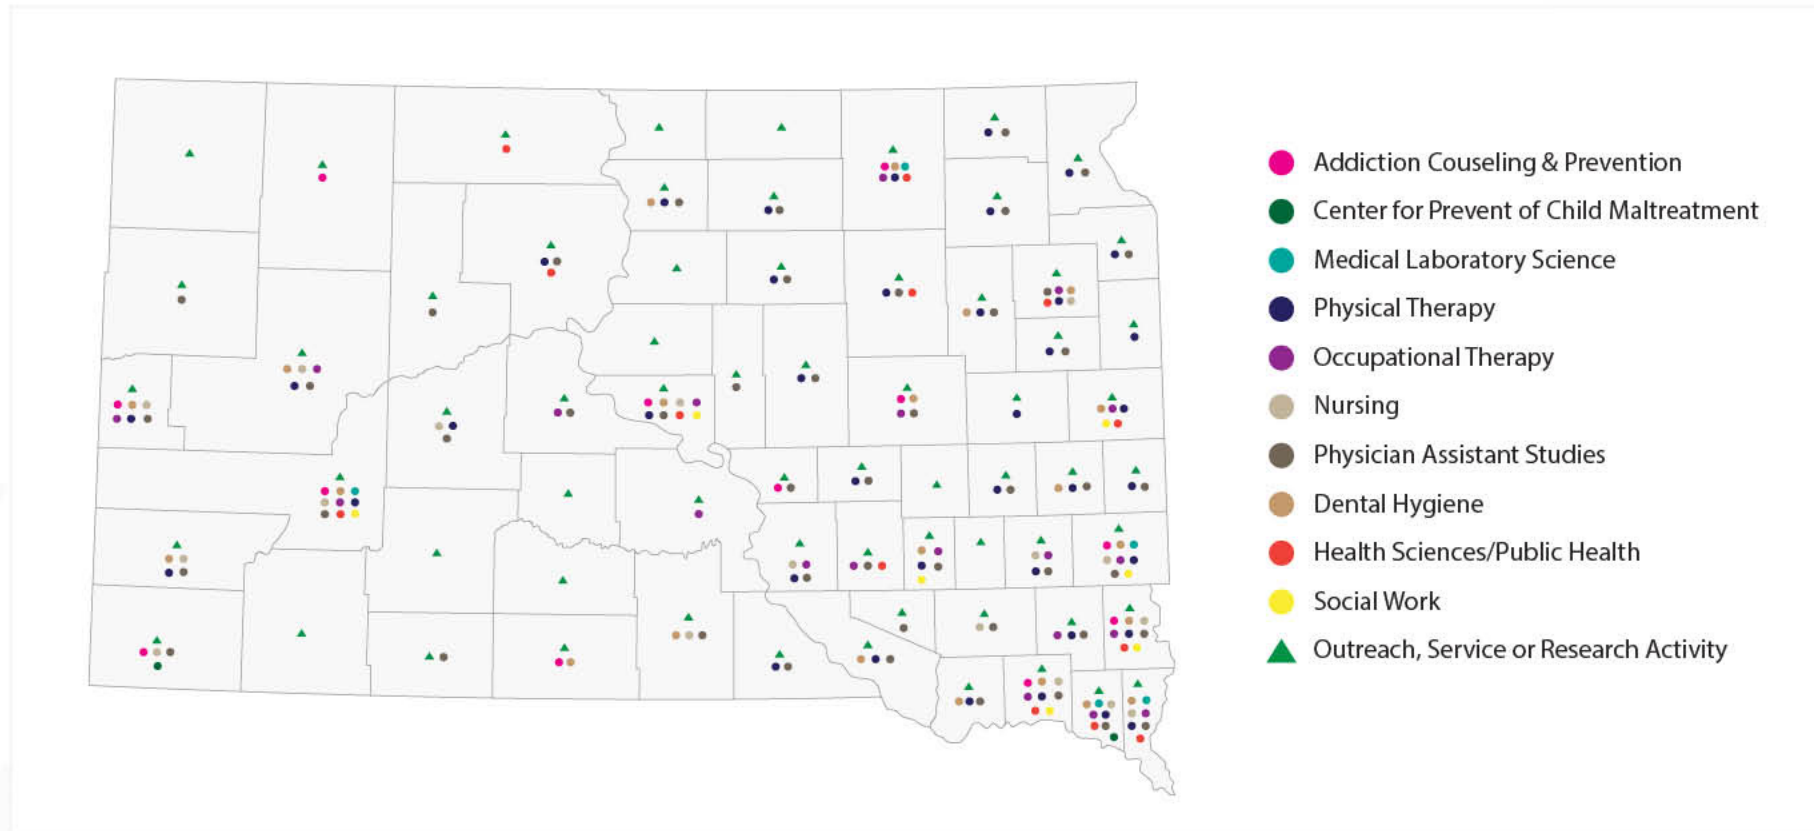 Addiction Couseling & Prevention
Center for Prevent of Child Maltreatment
Medical Laboratory Science
Physical Therapy
Occupational Therapy
Nursing
Physician Assistant Studies
Dental Hygiene
Health Sciences/Public Health
Social Work
Outreach, Service or Research Activity